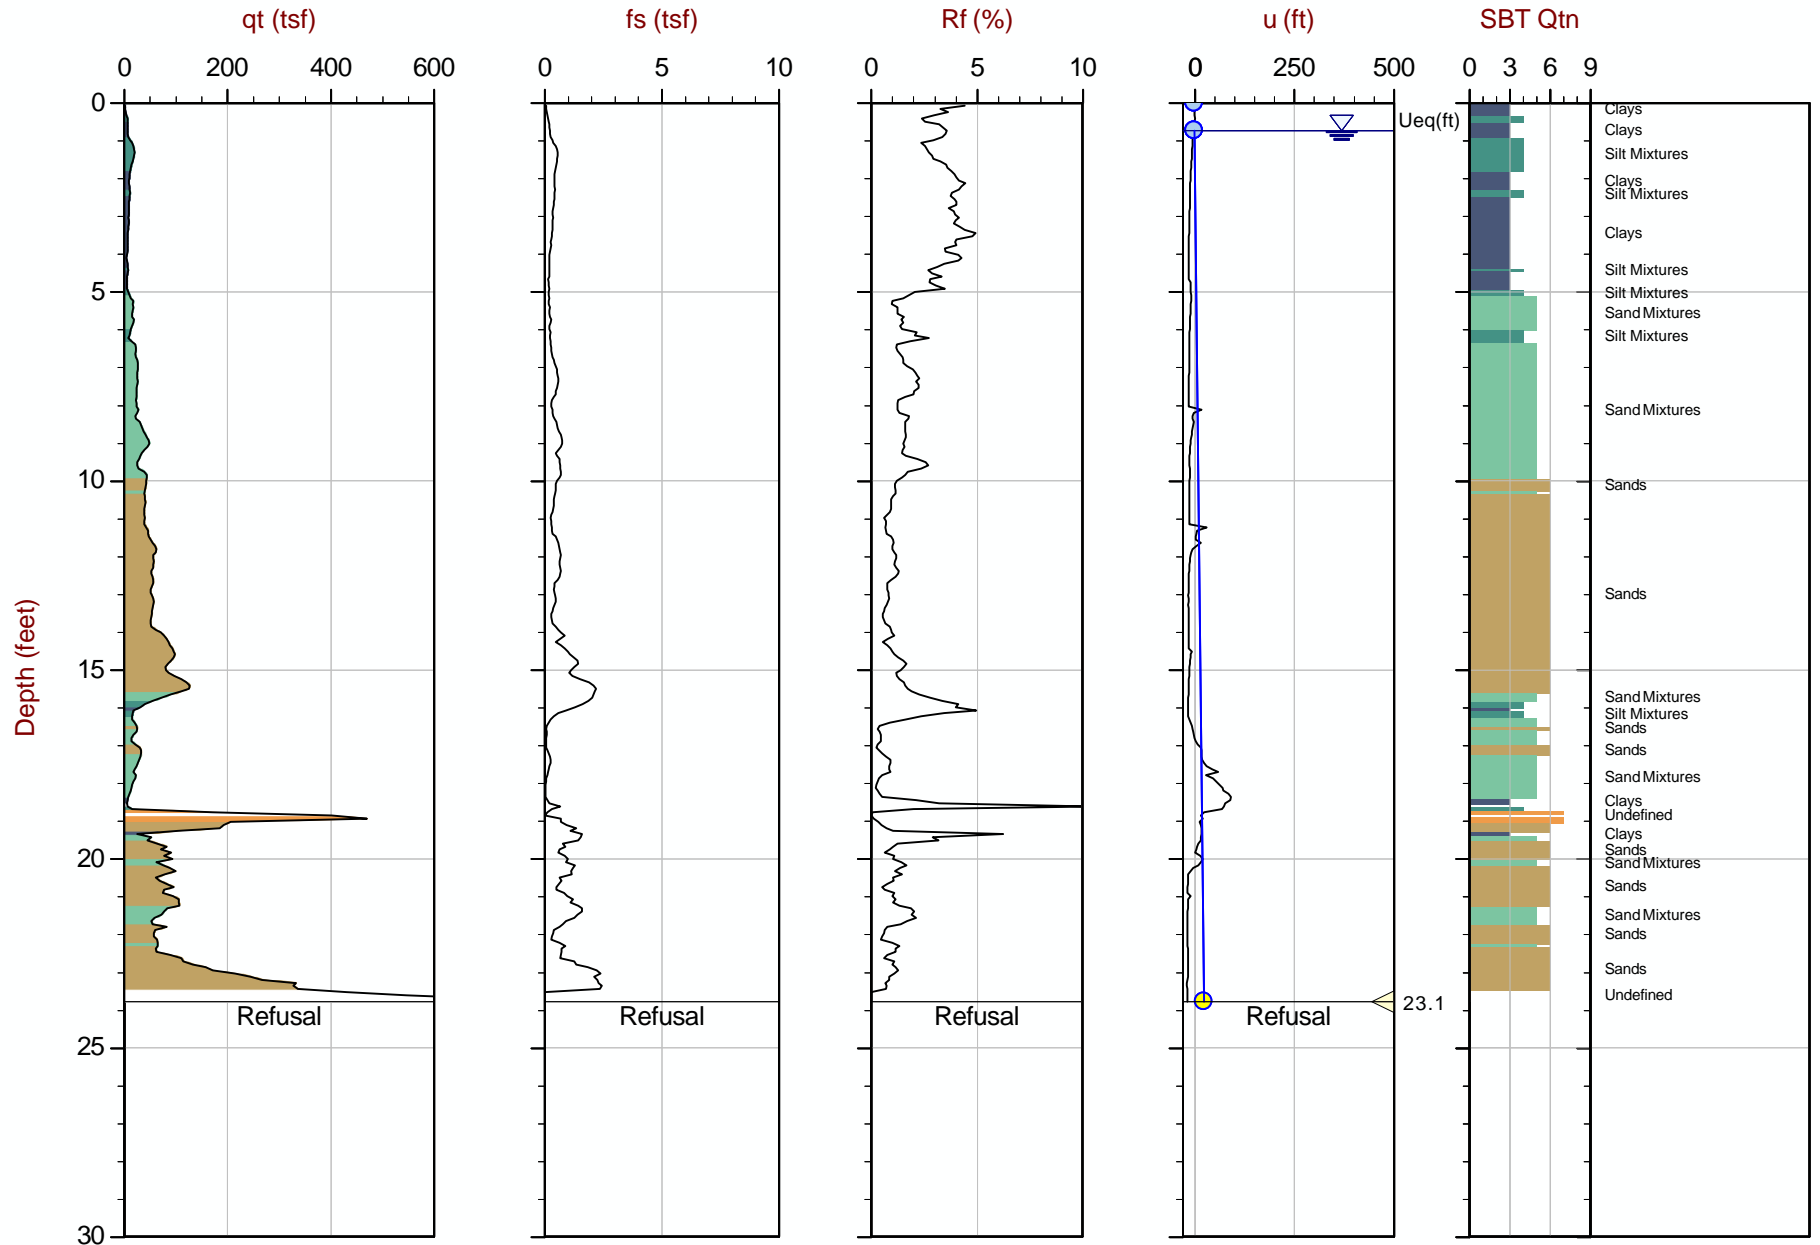 qt (tsf) fs (tsf) Rf (%) u (ft) SBT Qtn
0 200 400 600 0 5 10 0 5 10 0 250 500 0 3 6 9
0
5
10
15
20
25
30
Depth (feet)
Ueq(ft)
Clays
Clays
Silt Mixtures
Clays
Silt Mixtures
Clays
Silt Mixtures
Silt Mixtures
Sand Mixtures
Silt Mixtures
Sand Mixtures
Sands
Sands
Sand Mixtures
Silt Mixtures
Sands
Sands
Sand Mixtures
Clays
Undefined
Clays
Sands
Sand Mixtures
Sands
Sand Mixtures
Sands
Sands
Undefined
23.1
Refusal Refusal Refusal Refusal